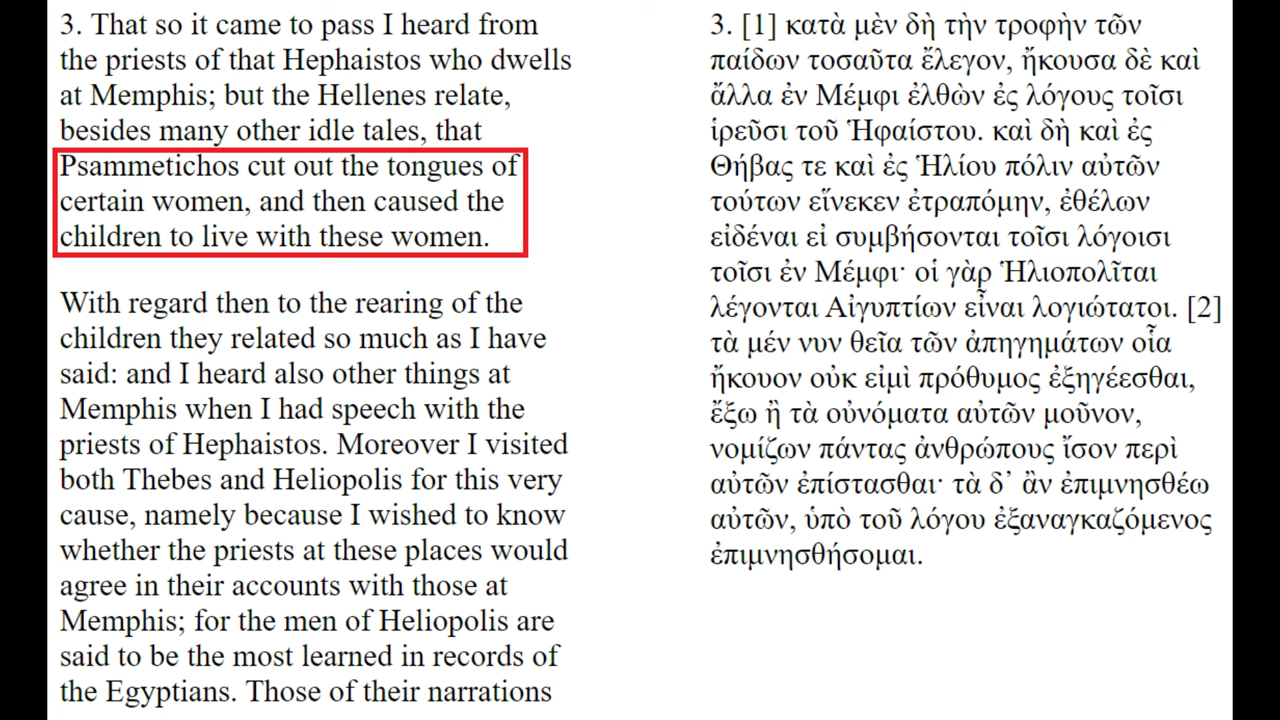 3. That so it came to pass I heard from
the priests of that Hephaistos who dwells
at Memphis; but the Hellenes relate,
besides many other idle tales, that
Psammetichos cut out the tongues of
certain women, and then caused the
children to live with these women.
With regard then to the rearing of the
children they related so much as I have
said: and I heard also other things at
Memphis when I had speech with the
priests of Hephaistos. Moreover I visited
both Thebes and Heliopolis for this very
cause, namely because I wished to know
whether the priests at these places would
agree in their accounts with those at
Memphis; for the men of Heliopolis are
said to be the most learned in records of
the Egyptians. Those of their narrations
3. [1] κατὰ μὲν δὴ τὴν τροφὴν τῶν
παίδων τοσαῦτα ἔλεγον, ἤκουσα δὲ καὶ
ἄλλα ἐν Μέμφι ἐλθὼν ἐς λόγους τοῖσι
ἱρεῦσι τοῦ Ἡφαίστου. καὶ δὴ καὶ ἐς
Θήβας τε καὶ ἐς Ἡλίου πόλιν αὐτῶν
τούτων εἵνεκεν ἐτραπόμην, ἐθέλων
εἰδέναι εἰ συμβήσονται τοῖσι λόγοισι
τοῖσι ἐν Μέμφι· οἱ γὰρ Ἡλιοπολῖται
λέγονται Αἰγυπτίων εἶναι λογιώτατοι. [2]
τὰ μέν νυν θεῖα τῶν ἀπηγημάτων οἷα
ἤκουον οὐκ εἰμὶ πρόθυμος ἐξηγέεσθαι,
ἔξω ἢ τὰ οὐνόματα αὐτῶν μοῦνον,
νομίζων πάντας ἀνθρώπους ἴσον περὶ
αὐτῶν ἐπίστασθαι· τὰ δ᾽ ἂν ἐπιμνησθέω
αὐτῶν, ὑπὸ τοῦ λόγου ἐξαναγκαζόμενος
ἐπιμνησθήσομαι.